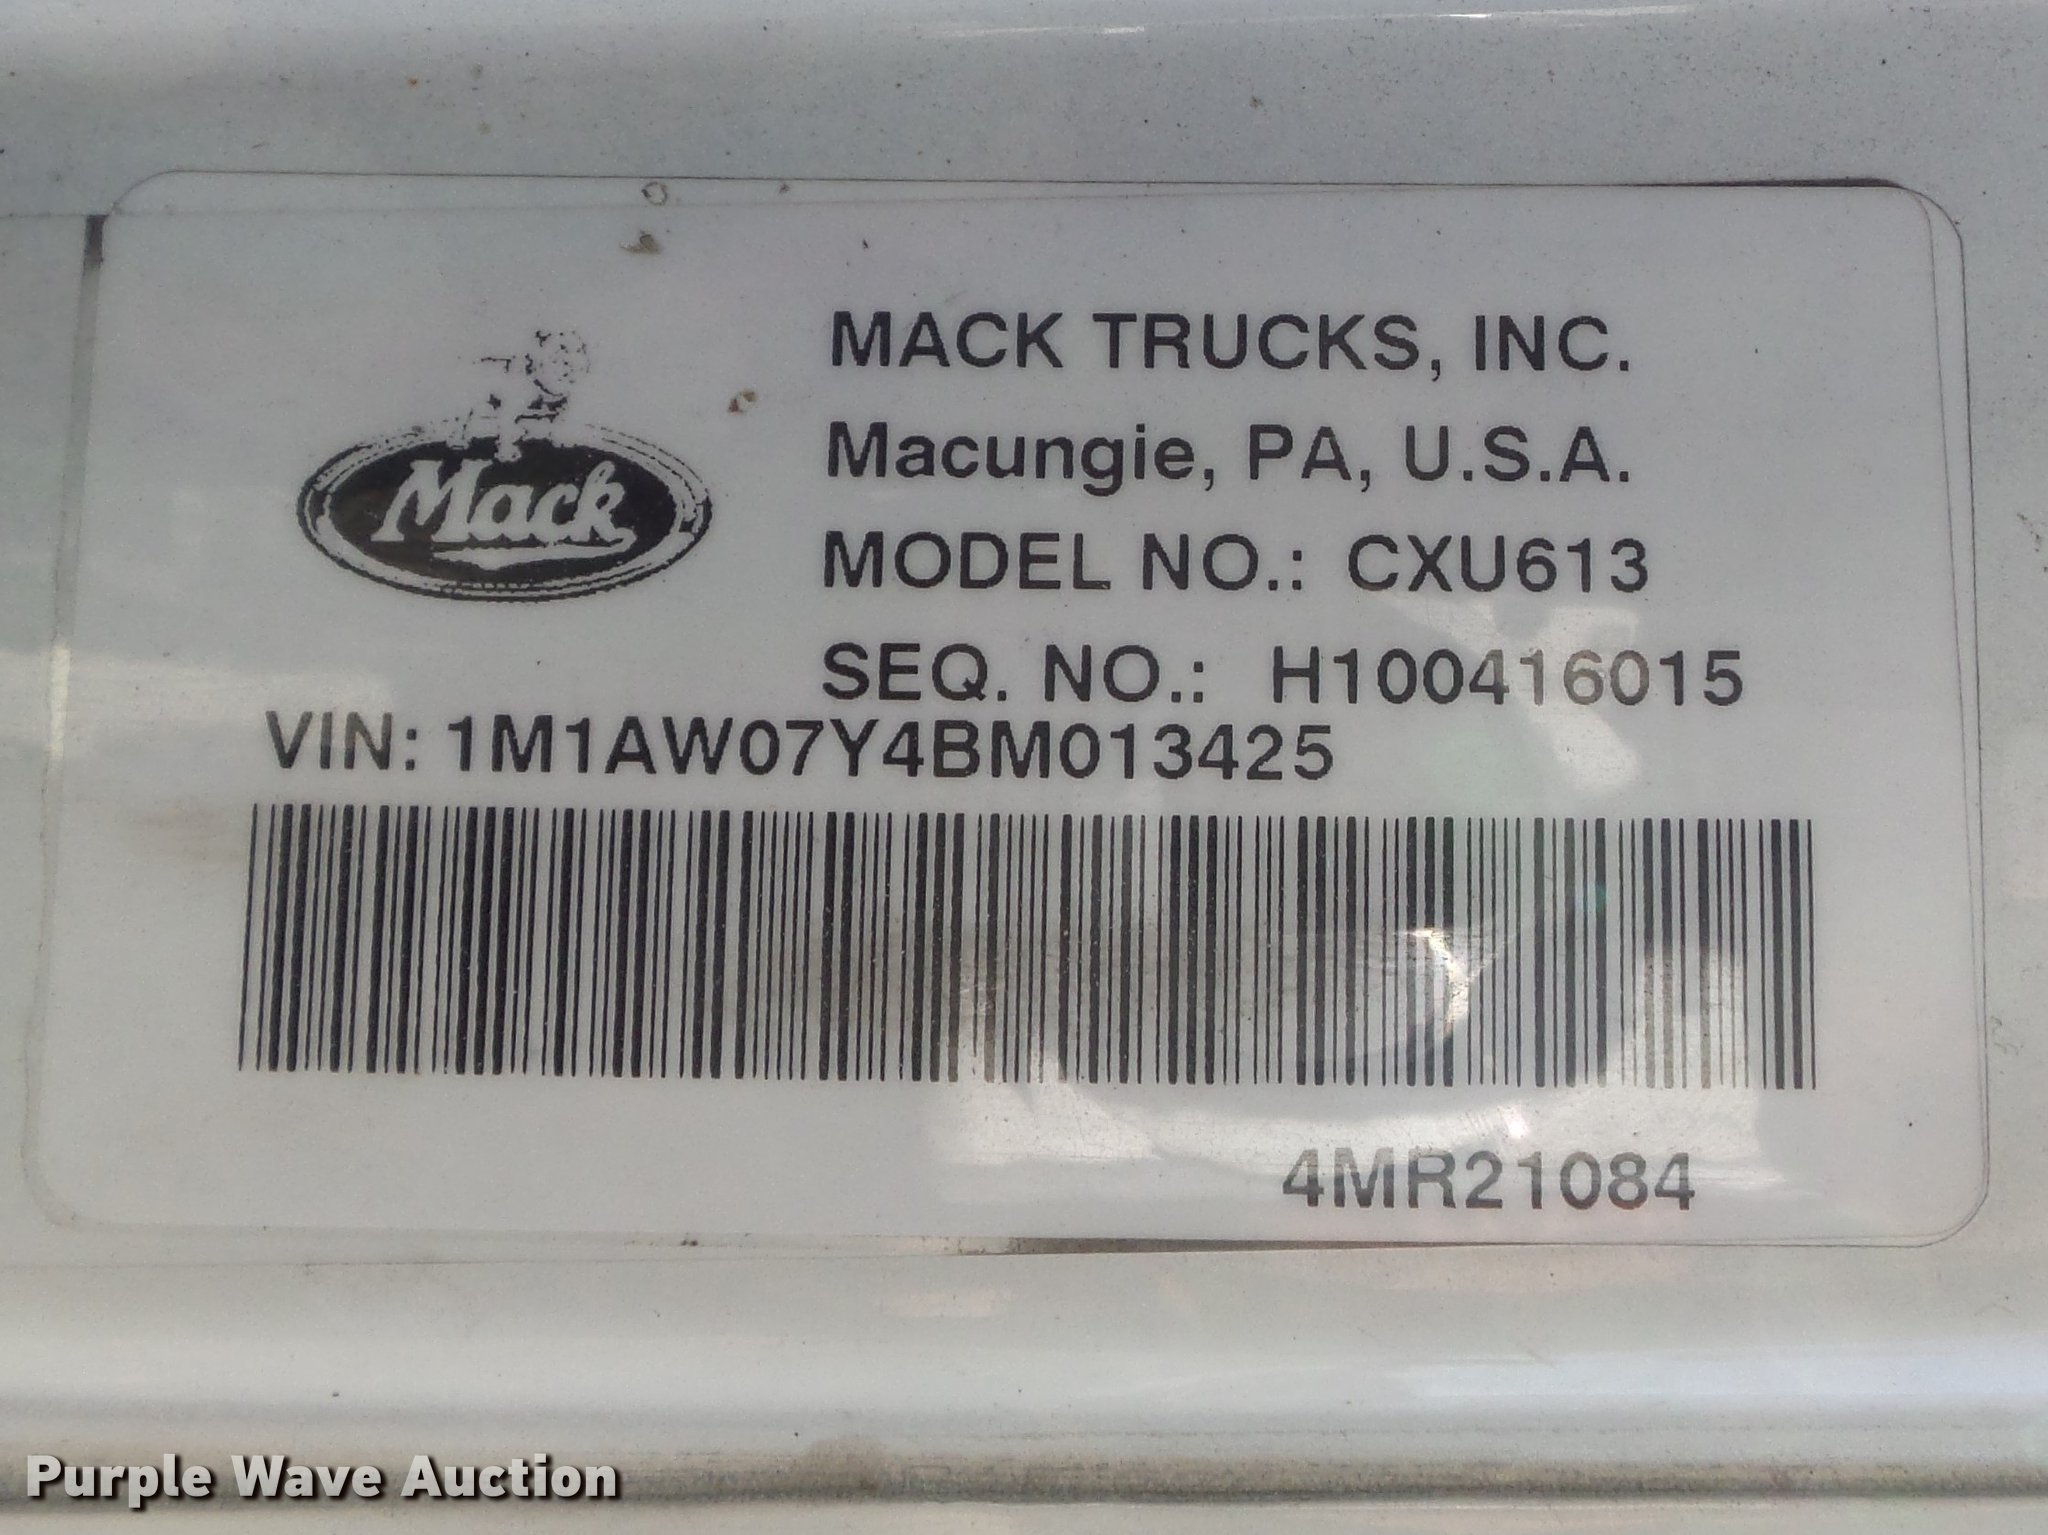 MACK TRUCKS, INC.
Macungie, PA, U.S.A.
Mack
MODEL NO.: CXU613
SEQ. NO.: H100416015
VIN: 1M1AW07Y4BM013425
4MR21084
Purple Wave Auction